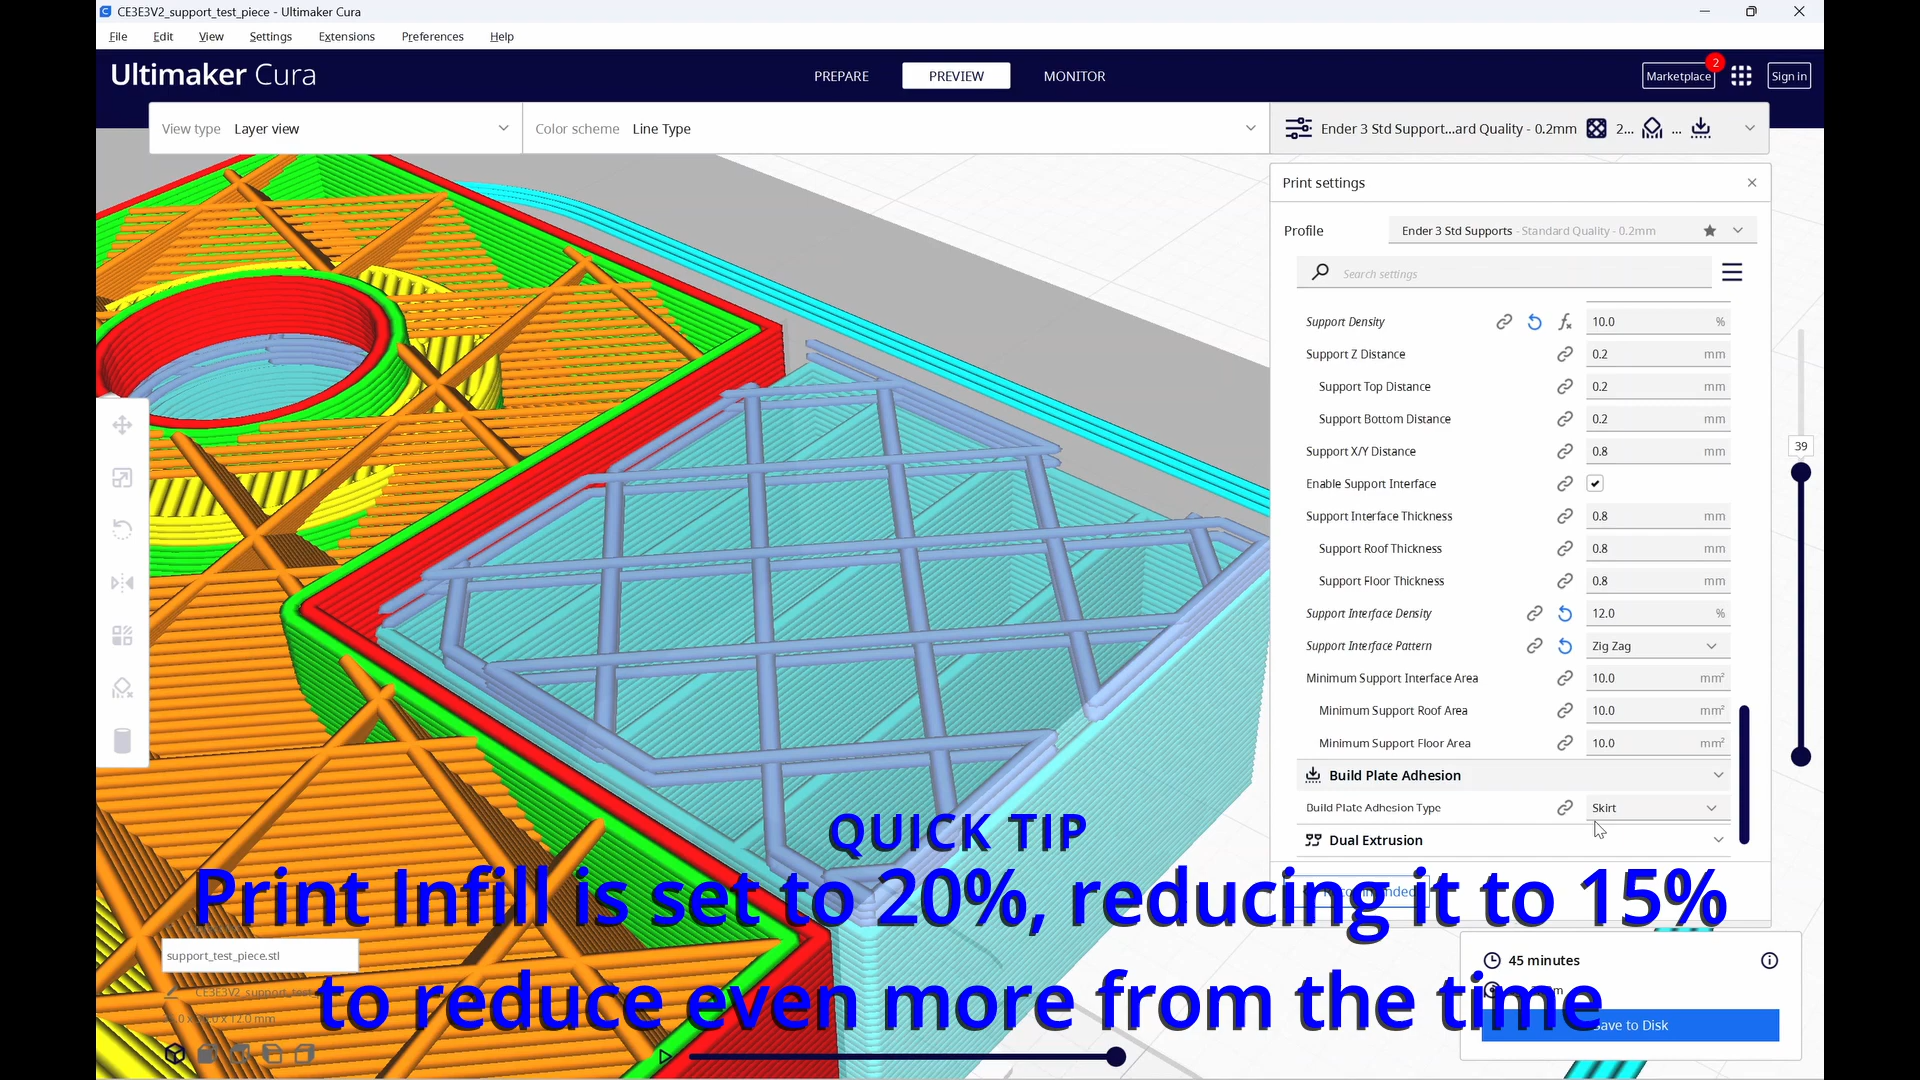 CE3E3V2_support_test_piece - Ultimaker Cura
File Edit View Settings Extensions Preferences Help
Ultimaker Cura
PREPARE PREVIEW MONITOR
Marketplace 2 Sign in
View type Layer view
Color scheme Line Type
Ender 3 Std Support...ard Quality - 0.2mm 2... ...
Print settings
Profile Ender 3 Std Supports - Standard Quality - 0.2mm
Search settings
Support Density 10.0 %
Support Z Distance 0.2 mm
Support Top Distance 0.2 mm
Support Bottom Distance 0.2 mm
Support X/Y Distance 0.8 mm
Enable Support Interface
Support Interface Thickness 0.8 mm
Support Roof Thickness 0.8 mm
Support Floor Thickness 0.8 mm
Support Interface Density 12.0 %
Support Interface Pattern Zig Zag
Minimum Support Interface Area 10.0 mm²
Minimum Support Roof Area 10.0 mm²
Minimum Support Floor Area 10.0 mm²
Build Plate Adhesion
Build Plate Adhesion Type Skirt
Dual Extrusion
39
QUICK TIP
Print Infill is set to 20%, reducing it to 15%
to reduce even more from the time
support_test_piece.stl
45 minutes
Save to Disk